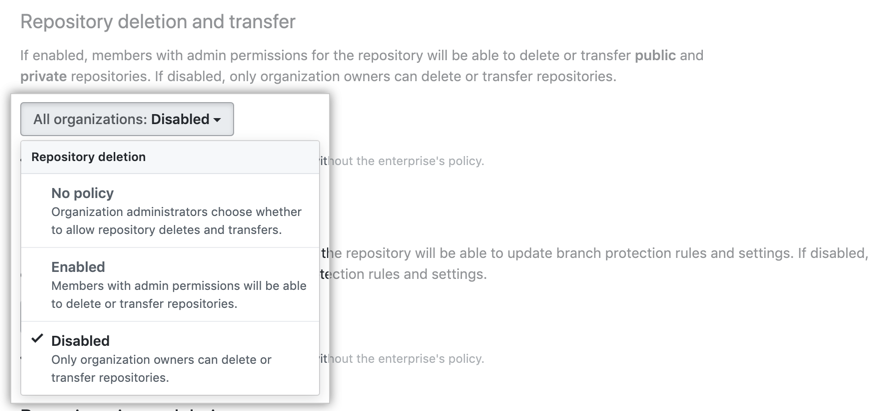 Repository deletion and transfer
If enabled, members with admin permissions for the repository will be able to delete or transfer public and
private repositories. If disabled, only organization owners can delete or transfer repositories.
All organizations: Disabled
Repository deletion
without the enterprise's policy.
No policy
Organization administrators choose whether
to allow repository deletes and transfers.
the repository will be able to update branch protection rules and settings. If disabled,
Enabled
tection rules and settings.
Members with admin permissions will be able
to delete or transfer repositories.
Disabled
Only organization owners can delete or
without the enterprise's policy.
transfer repositories.